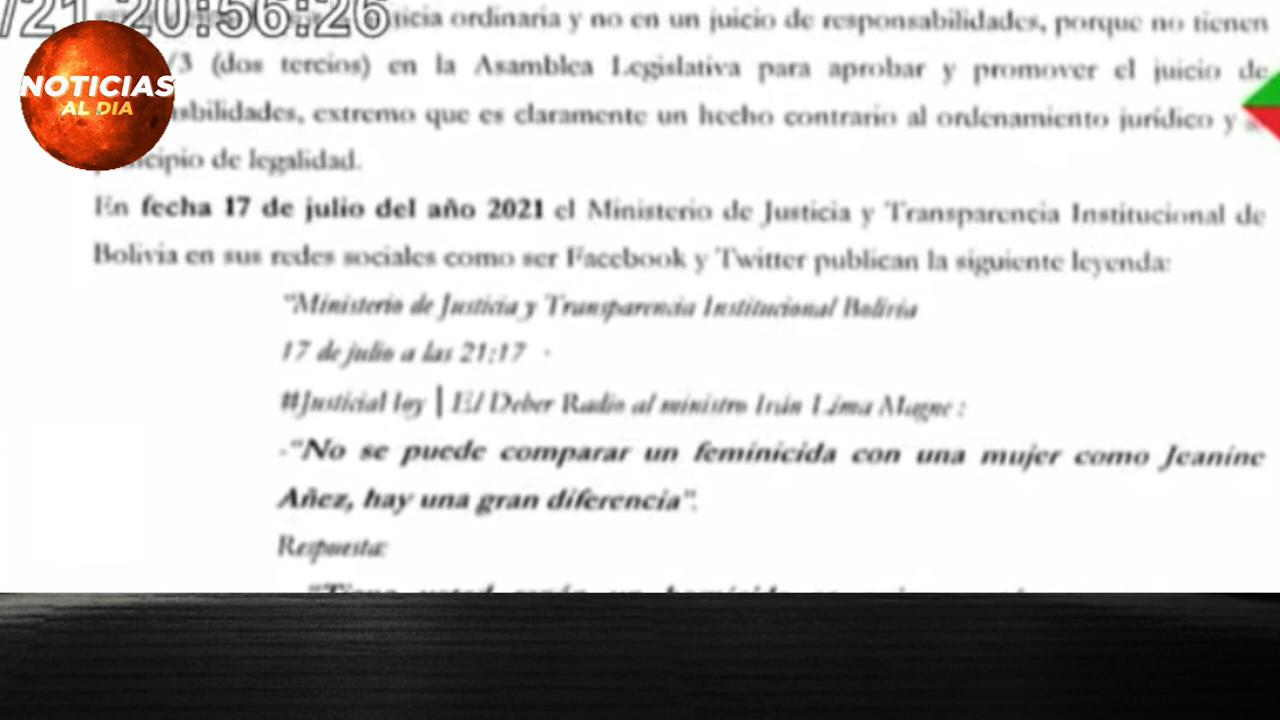 /21 20:56:26
NOTICIAS
AL DIA
ticia ordinaria y no en un juicio de responsabilidades, porque no tienen
/3 (dos tercios) en la Asamblea Legislativa para aprobar y promover el juicio de
sbilidades, extremo que es claramente un hecho contrario al ordenamiento jurídico y
cipio de legalidad.
En fecha 17 de julio del año 2021 el Ministerio de Justicia y Transparencia Institucional de
Bolivia en sus redes sociales como ser Facebook y Twitter publican la siguiente leyenda:
"Ministerio de Justicia y Transparencia Institucional Bolivia
17 de julio a las 21:17 ·
#JusticiaHoy | El Deber Radio al ministro Iván Lima Magne :
-"No se puede comparar un feminicida con una mujer como Jeanine
Añez, hay una gran diferencia".
Respuesta: